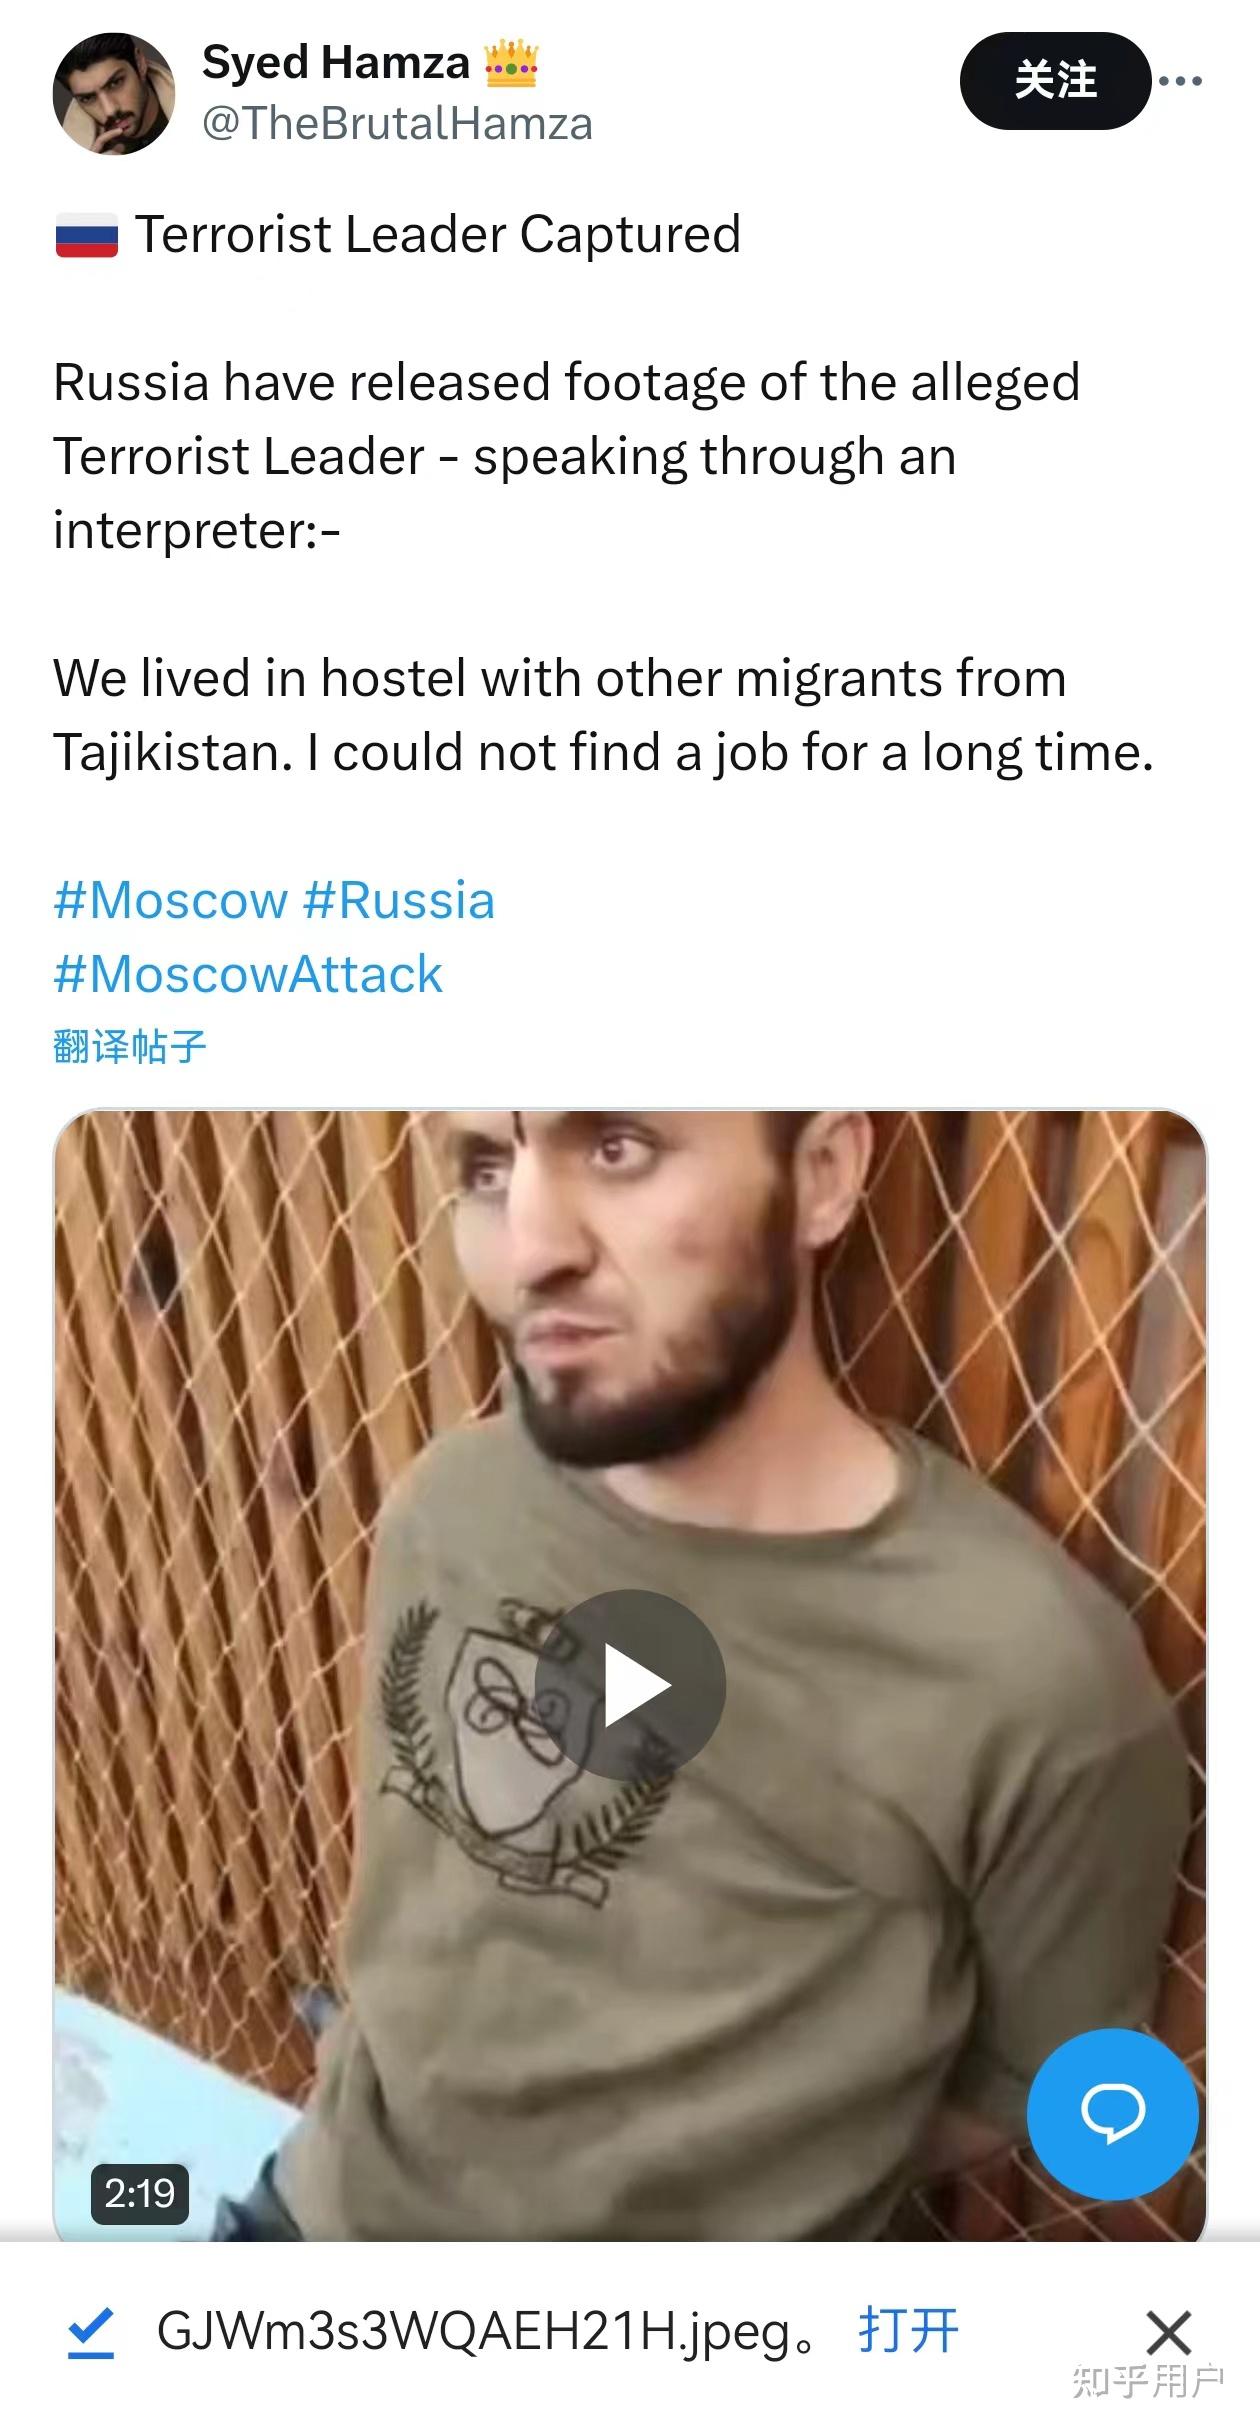 Syed Hamza 👑
@TheBrutalHamza
关注
🇷🇺 Terrorist Leader Captured
Russia have released footage of the alleged
Terrorist Leader - speaking through an
interpreter:-
We lived in hostel with other migrants from
Tajikistan. I could not find a job for a long time.
#Moscow #Russia
#MoscowAttack
翻译帖子
2:19
GJWm3s3WQAEH21H.jpeg。 打开
知乎用户